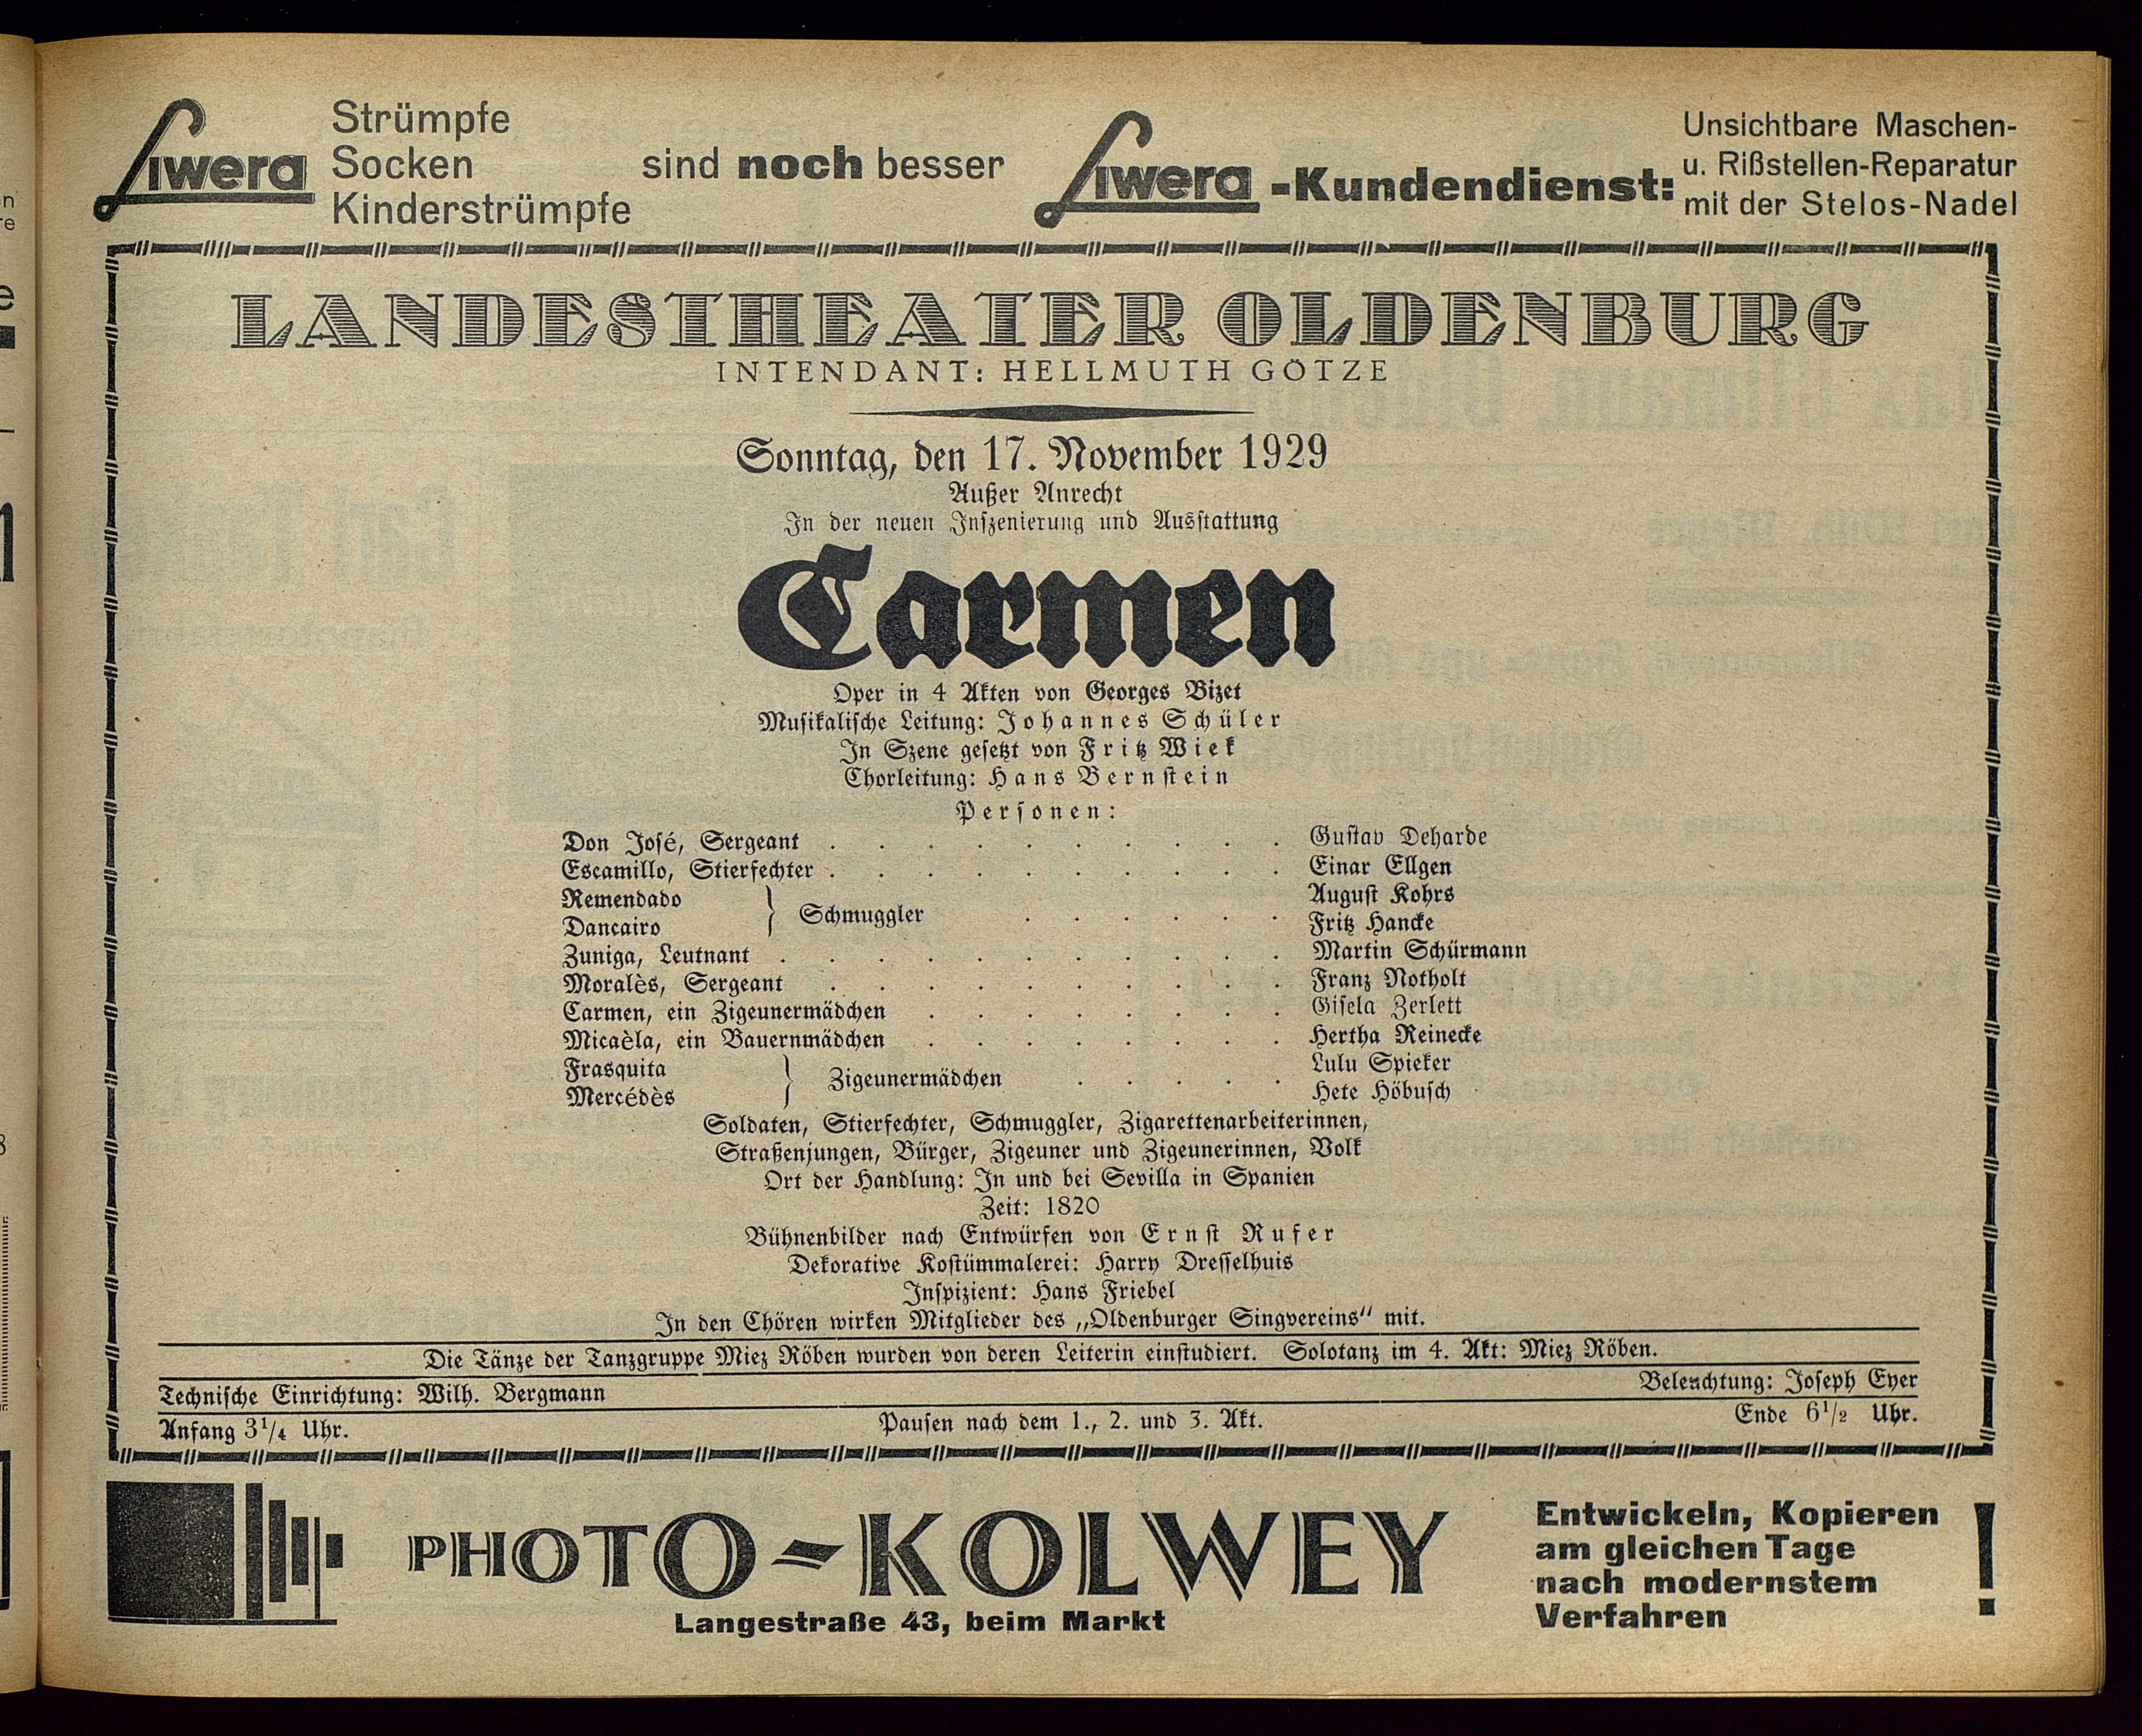 Liwera Strümpfe
Socken
Kinderstrümpfe
sind noch besser
Liwera-Kundendienst:
Unsichtbare Maschen-
u. Rißstellen-Reparatur
mit der Stelos-Nadel
LANDESTHEATER OLDENBURG
INTENDANT: HELLMUTH GÖTZE
Sonntag, den 17. November 1929
Außer Anrecht
In der neuen Inszenierung und Ausstattung
Carmen
Oper in 4 Akten von Georges Bizet
Musikalische Leitung: Johannes Schüler
In Szene gesetzt von Fritz Wiek
Chorleitung: Hans Bernstein
Personen:
Don José, Sergeant . . . . . . . . . . Gustav Deharde
Escamillo, Stierfechter . . . . . . . . . . Einar Ellgen
Remendado } Schmuggler . . . . . . August Kohrs
Dancairo Fritz Hancke
Zuniga, Leutnant . . . . . . . . . . . Martin Schürmann
Moralès, Sergeant . . . . . . . . . . Franz Notholt
Carmen, ein Zigeunermädchen . . . . . . . . Gisela Zerlett
Micaèla, ein Bauernmädchen . . . . . . . . Hertha Reinecke
Frasquita } Zigeunermädchen . . . . . Lulu Spieker
Mercédès Hete Höbusch
Soldaten, Stierfechter, Schmuggler, Zigarettenarbeiterinnen,
Straßenjungen, Bürger, Zigeuner und Zigeunerinnen, Volk
Ort der Handlung: In und bei Sevilla in Spanien
Zeit: 1820
Bühnenbilder nach Entwürfen von Ernst Rufer
Dekorative Kostümmalerei: Harry Dresselhuis
Inspizient: Hans Friebel
In den Chören wirken Mitglieder des „Oldenburger Singvereins" mit.
Die Tänze der Tanzgruppe Miez Röben wurden von deren Leiterin einstudiert. Solotanz im 4. Akt: Miez Röben.
Technische Einrichtung: Wilh. Bergmann Beleuchtung: Joseph Eyer
Anfang 3 1/4 Uhr. Pausen nach dem 1., 2. und 3. Akt. Ende 6 1/2 Uhr.
PHOTO-KOLWEY
Langestraße 43, beim Markt
Entwickeln, Kopieren
am gleichen Tage
nach modernstem
Verfahren !